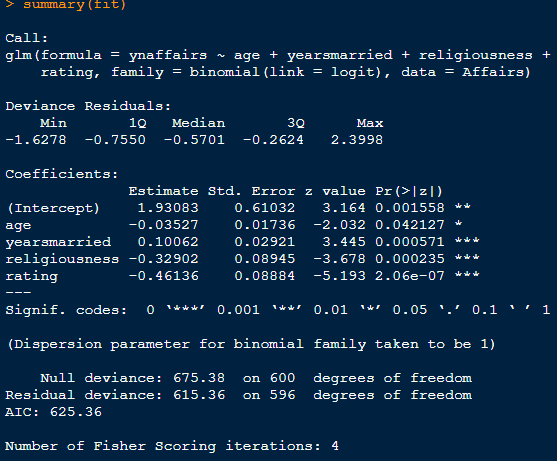 > summary(fit)
Call:
glm(formula = ynaffairs ~ age + yearsmarried + religiousness +
    rating, family = binomial(link = logit), data = Affairs)
Deviance Residuals:
    Min      1Q  Median      3Q     Max
-1.6278  -0.7550  -0.5701  -0.2624  2.3998
Coefficients:
              Estimate Std. Error z value Pr(>|z|)
(Intercept)    1.93083    0.61032   3.164 0.001558 **
age           -0.03527    0.01736  -2.032 0.042127 *
yearsmarried   0.10062    0.02921   3.445 0.000571 ***
religiousness -0.32902    0.08945  -3.678 0.000235 ***
rating        -0.46136    0.08884  -5.193 2.06e-07 ***
---
Signif. codes:  0 ‘***’ 0.001 ‘**’ 0.01 ‘*’ 0.05 ‘.’ 0.1 ‘ ’ 1
(Dispersion parameter for binomial family taken to be 1)
    Null deviance: 675.38  on 600  degrees of freedom
Residual deviance: 615.36  on 596  degrees of freedom
AIC: 625.36
Number of Fisher Scoring iterations: 4